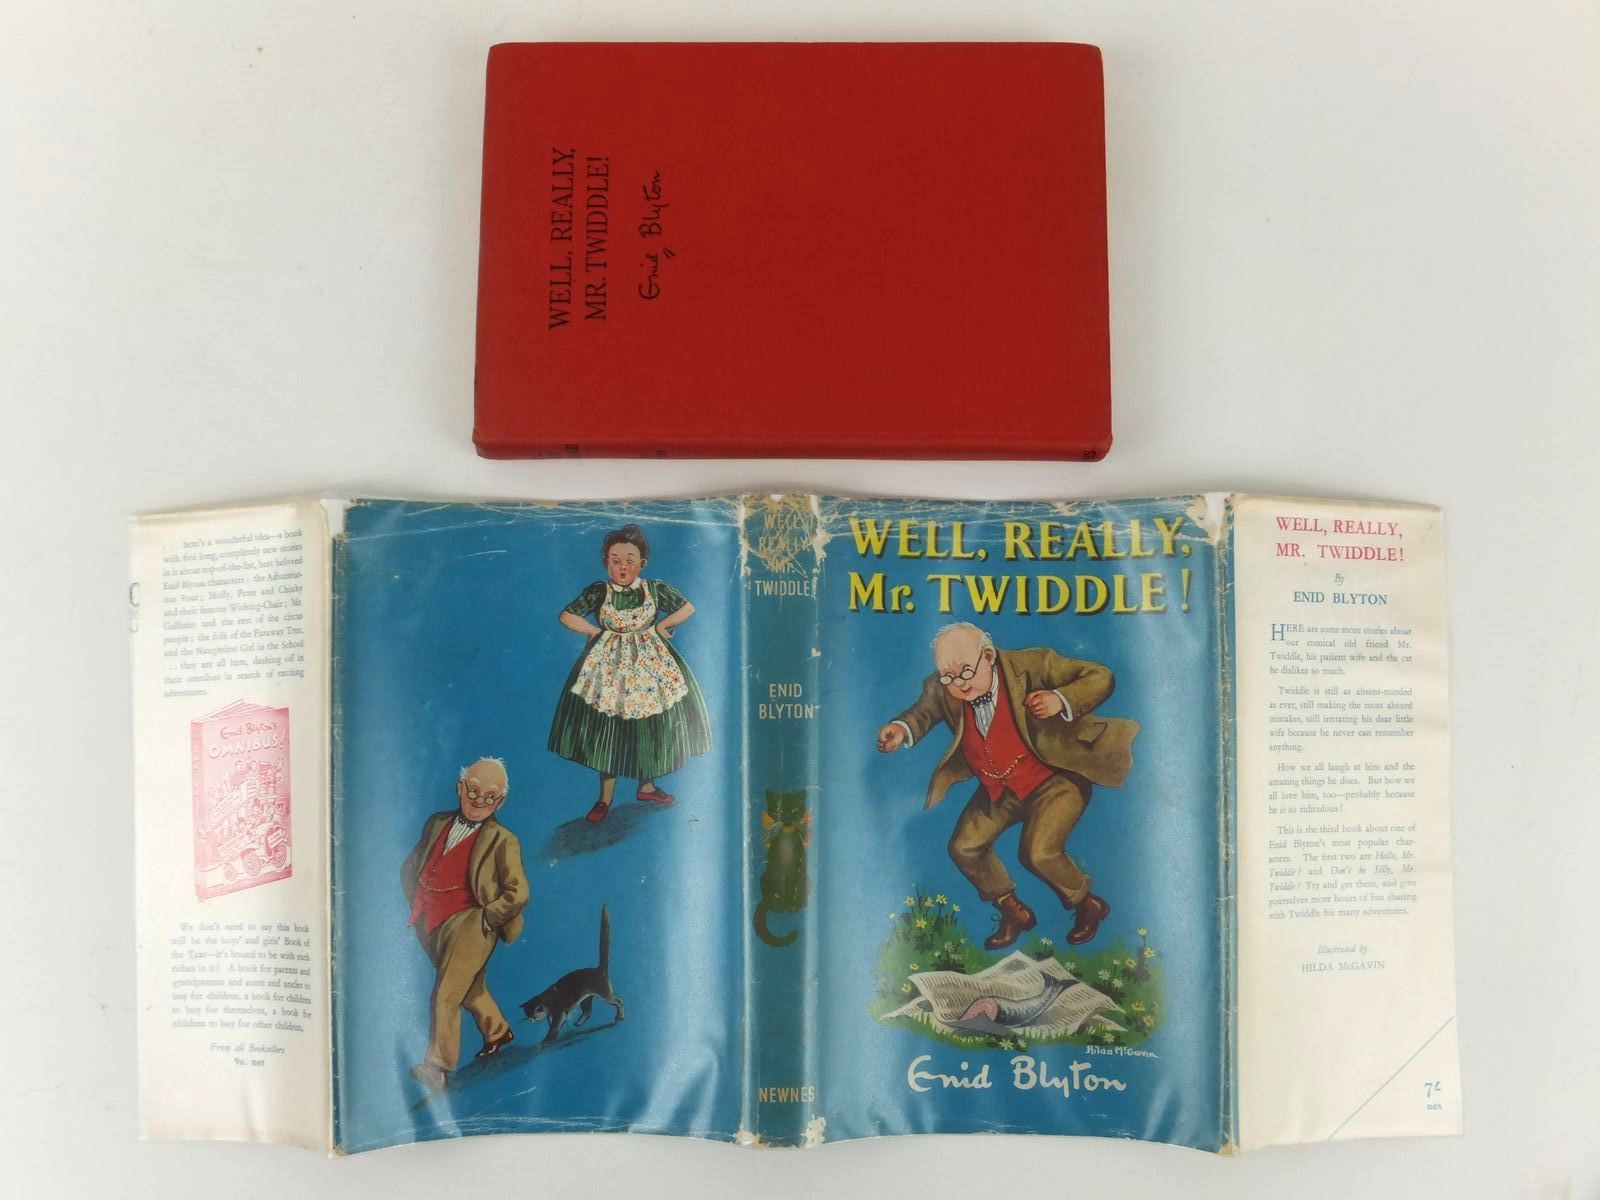 WELL, REALLY,
MR. TWIDDLE!
Enid Blyton
. . . here's a wonderful idea—a book
with five long, completely new stories
in it about top-of-the-list, best beloved
Enid Blyton characters: the Adventur-
ous Four; Molly, Peter and Chinky
and their famous Wishing-Chair; Mr.
Galliano and the rest of the circus
people; the folk of the Faraway Tree,
and the Naughtiest Girl in the School
. . . they are all here, dashing off in
their omnibus in search of exciting
adventures.
Enid Blyton's
OMNIBUS!
We don't need to say this book
will be the boys' and girls' Book of
the Year—it's bound to be with such
riches in it! A book for parents and
grandparents and aunts and uncles to
buy for children, a book for children
to buy for themselves, a book for
children to buy for other children.
From all Booksellers
9s. net
WELL
REALLY
Mr.
TWIDDLE!
ENID
BLYTON
NEWNES
WELL, REALLY,
Mr. TWIDDLE!
Hilda McGavin
Enid Blyton
WELL, REALLY,
MR. TWIDDLE!
By
ENID BLYTON
HERE are some more stories about
our comical old friend Mr.
Twiddle, his patient wife and the cat
he dislikes so much.
Twiddle is still as absent-minded
as ever, still making the most absurd
mistakes, still irritating his dear little
wife because he never can remember
anything.
How we all laugh at him and the
amazing things he does. But how we
all love him, too—probably because
he is so ridiculous!
This is the third book about one of
Enid Blyton's most popular char-
acters. The first two are Hello, Mr.
Twiddle! and Don't be Silly, Mr.
Twiddle! Try and get them, and give
yourselves more hours of fun sharing
with Twiddle his many adventures.
Illustrated by
HILDA McGAVIN
net